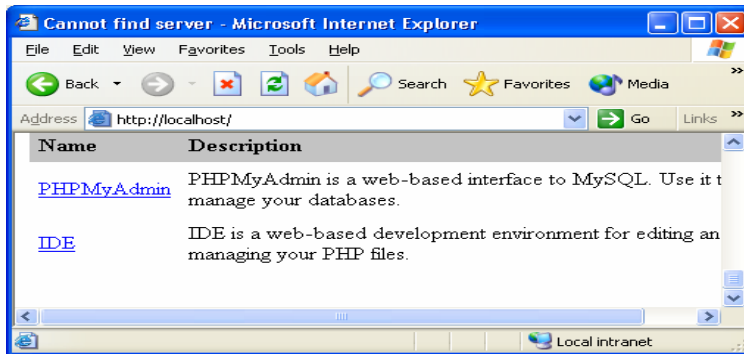 Cannot find server - Microsoft Internet Explorer
File Edit View Favorites Tools Help
Back Search Favorites Media »
Address http://localhost/ Go Links »
Name Description
PHPMyAdmin PHPMyAdmin is a web-based interface to MySQL. Use it t
manage your databases.
IDE IDE is a web-based development environment for editing an
managing your PHP files.
Local intranet